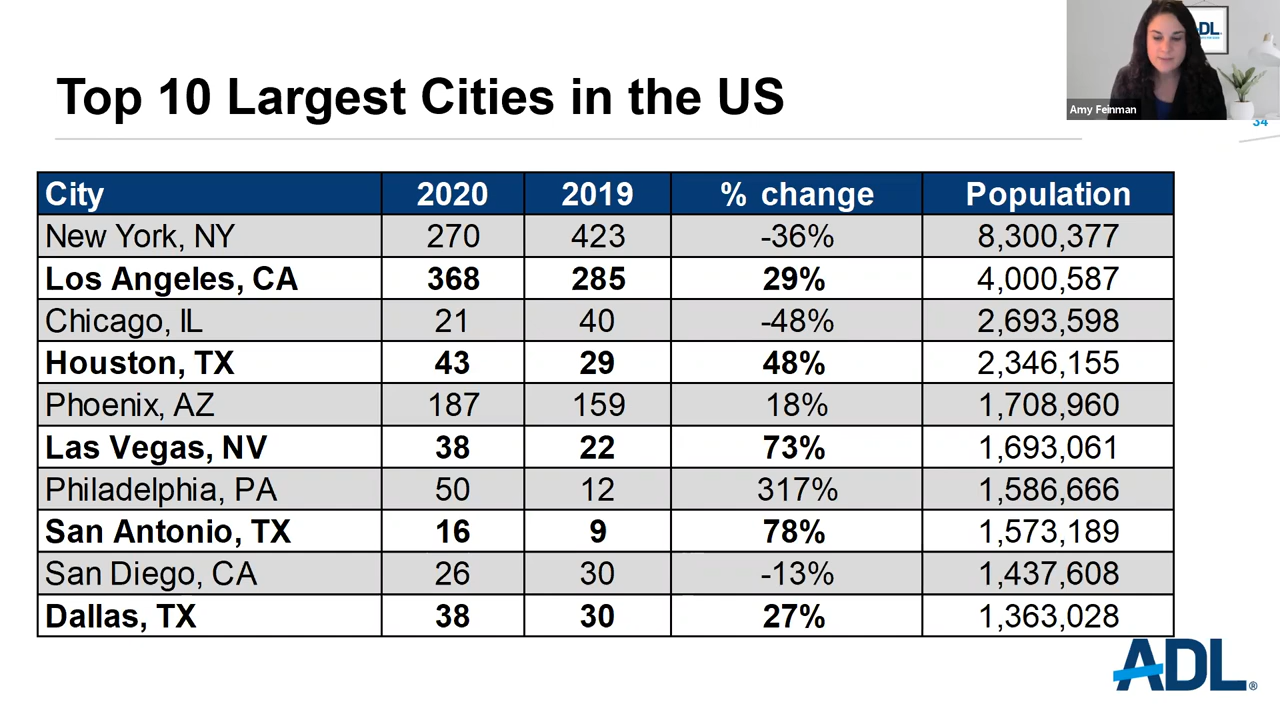 Top 10 Largest Cities in the US
ADL
Amy Feinman
34
City 2020 2019 % change Population
New York, NY 270 423 -36% 8,300,377
Los Angeles, CA 368 285 29% 4,000,587
Chicago, IL 21 40 -48% 2,693,598
Houston, TX 43 29 48% 2,346,155
Phoenix, AZ 187 159 18% 1,708,960
Las Vegas, NV 38 22 73% 1,693,061
Philadelphia, PA 50 12 317% 1,586,666
San Antonio, TX 16 9 78% 1,573,189
San Diego, CA 26 30 -13% 1,437,608
Dallas, TX 38 30 27% 1,363,028
ADL®